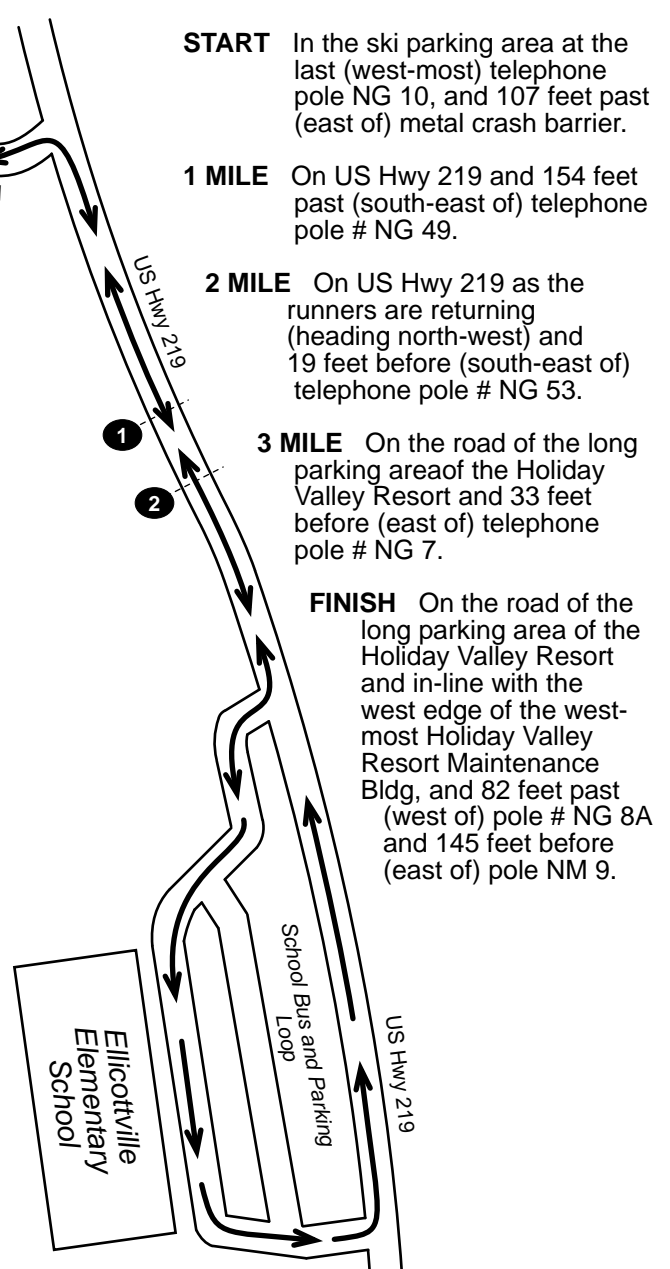 START In the ski parking area at the
last (west-most) telephone
pole NG 10, and 107 feet past
(east of) metal crash barrier.
1 MILE On US Hwy 219 and 154 feet
past (south-east of) telephone
pole # NG 49.
2 MILE On US Hwy 219 as the
runners are returning
(heading north-west) and
19 feet before (south-east of)
telephone pole # NG 53.
3 MILE On the road of the long
parking areaof the Holiday
Valley Resort and 33 feet
before (east of) telephone
pole # NG 7.
FINISH On the road of the
long parking area of the
Holiday Valley Resort
and in-line with the
west edge of the west-
most Holiday Valley
Resort Maintenance
Bldg, and 82 feet past
(west of) pole # NG 8A
and 145 feet before
(east of) pole NM 9.
US Hwy 219
1
2
School Bus and Parking
Loop
US Hwy 219
Ellicottville
Elementary
School